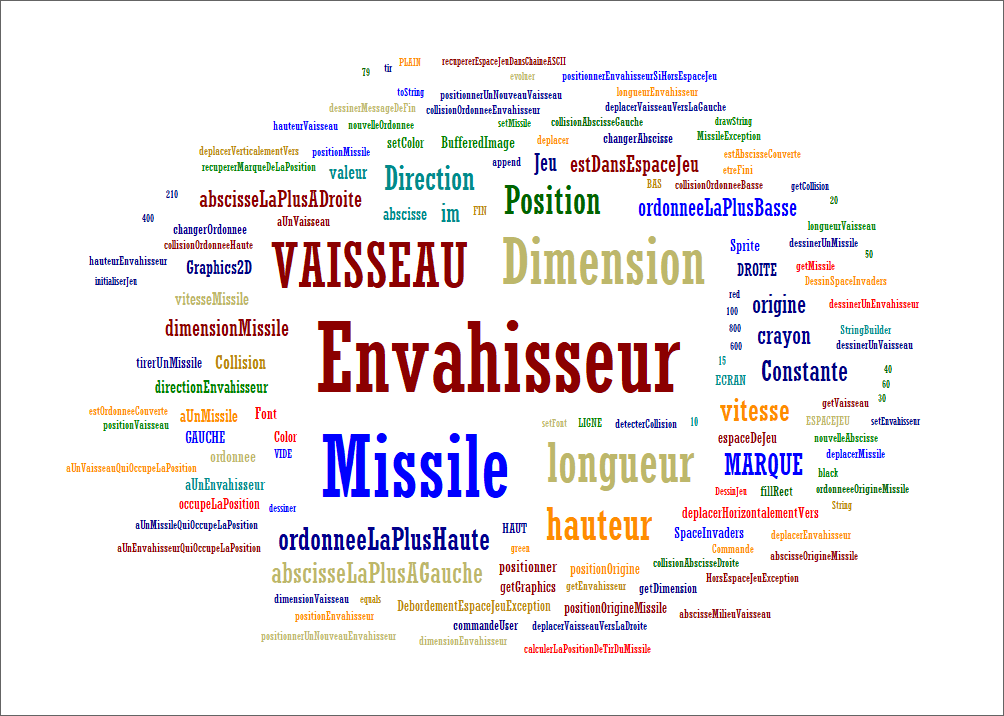 PLAIN recupererEspaceJeuDansChaineASCII
79 tir evoluer positionnerEnvahisseurSiHorsEspaceJeu
toString positionnerUnNouveauVaisseau longueurEnvahisseur
dessinerMessageDeFin collisionOrdonneeEnvahisseur deplacerVaisseauVersLaGauche
hauteurVaisseau nouvelleOrdonnee setMissile collisionAbscisseGauche drawString
setColor BufferedImage deplacer changerAbscisse MissileException
deplacerVerticalementVers positionMissile append Jeu estDansEspaceJeu estAbscisseCouverte
recupererMarqueDeLaPosition valeur Direction etreFini
210 abscisseLaPlusADroite Position BAS collisionOrdonneeBasse getCollision
400 aUnVaisseau abscisse im FIN ordonneeLaPlusBasse 20
changerOrdonnee longueurVaisseau
collisionOrdonneeHaute VAISSEAU Dimension Sprite dessinerUnMissile
hauteurEnvahisseur Graphics2D DROITE getMissile 50
initialiserJeu DessinSpaceInvaders
vitesseMissile red origine dessinerUnEnvahisseur
dimensionMissile 100
Envahisseur 800 crayon StringBuilder
tirerUnMissile Collision 600 dessinerUnVaisseau
directionEnvahisseur 15 ECRAN Constante 40
60
estOrdonneeCouverte aUnMissile Font vitesse getVaisseau 30
positionVaisseau setFont LIGNE detecterCollision 10 ESPACEJEU setEnvahisseur
GAUCHE Color espaceDeJeu nouvelleAbscisse
ordonnee VIDE Missile longueur MARQUE deplacerMissile
aUnVaisseauQuiOccupeLaPosition black
aUnEnvahisseur DessinJeu fillRect ordonneeOrigineMissile
occupeLaPosition dessiner String
aUnMissileQuiOccupeLaPosition HAUT hauteur deplacerHorizontalementVers
ordonneeLaPlusHaute SpaceInvaders deplacerEnvahisseur
aUnEnvahisseurQuiOccupeLaPosition green Commande abscisseOrigineMissile
abscisseLaPlusAGauche positionner positionOrigine collisionAbscisseDroite
getGraphics getEnvahisseur getDimension HorsEspaceJeuException
dimensionVaisseau equals DebordementEspaceJeuException positionOrigineMissile abscisseMilieuVaisseau
positionEnvahisseur commandeUser deplacerVaisseauVersLaDroite
positionnerUnNouveauEnvahisseur dimensionEnvahisseur
calculerLaPositionDeTirDuMissile